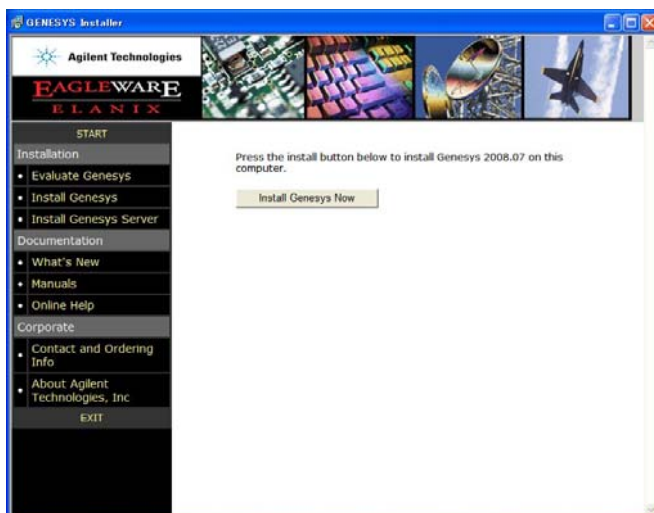 GENESYS Installer
Agilent Technologies
EAGLEWARE
ELANIX
START
Installation
Evaluate Genesys
Install Genesys
Install Genesys Server
Documentation
What's New
Manuals
Online Help
Corporate
Contact and Ordering
Info
About Agilent
Technologies, Inc
EXIT
Press the install button below to install Genesys 2008.07 on this
computer.
Install Genesys Now